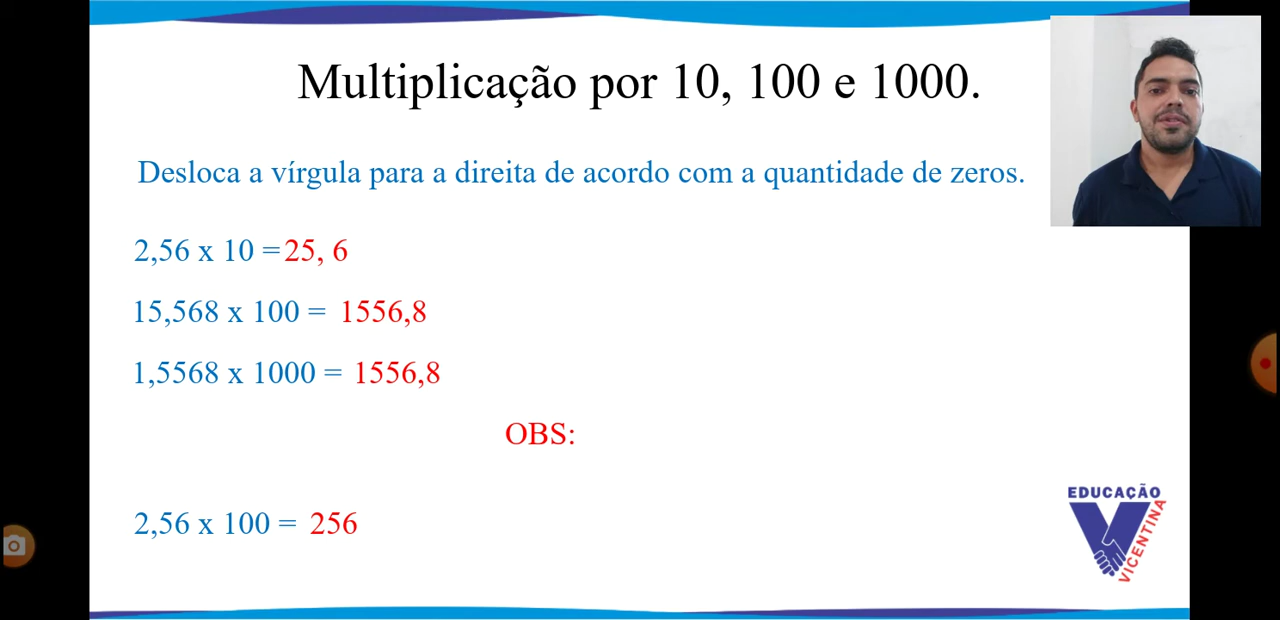 Multiplicação por 10, 100 e 1000.
Desloca a vírgula para a direita de acordo com a quantidade de zeros.
2,56 x 10 = 25, 6
15,568 x 100 = 1556,8
1,5568 x 1000 = 1556,8
OBS:
2,56 x 100 = 256
EDUCAÇÃO
VICENTINA